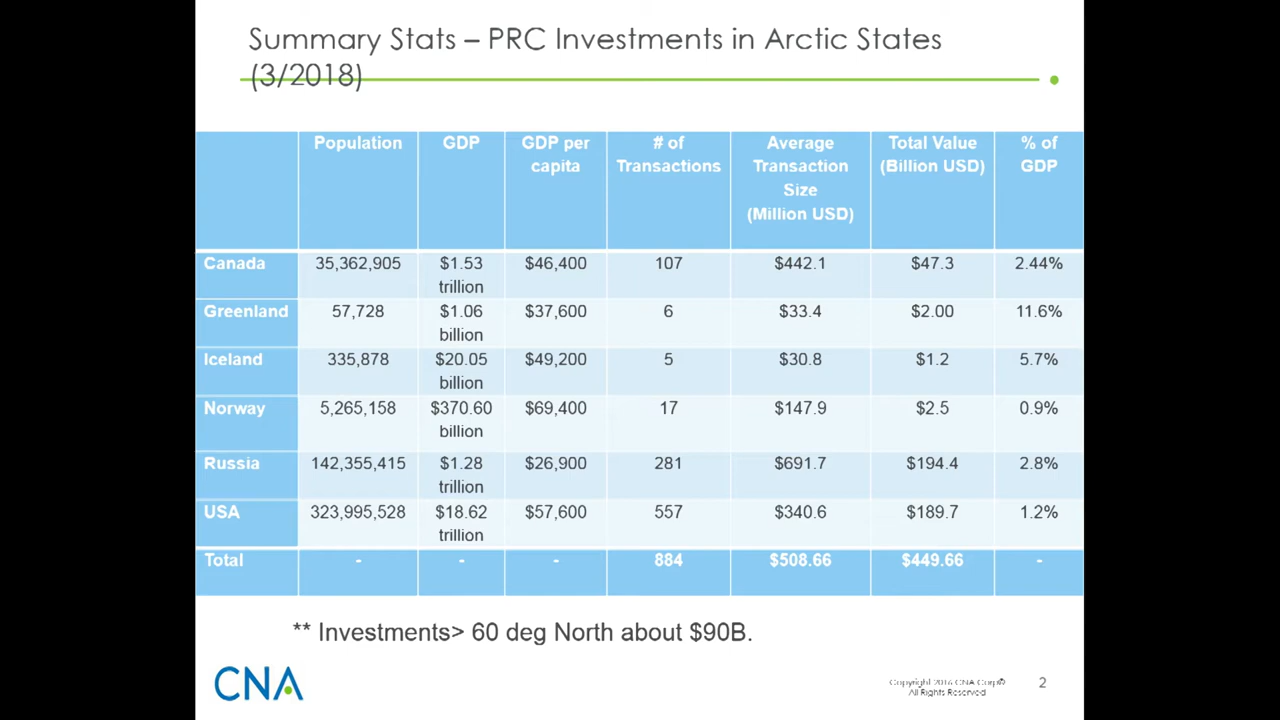 Summary Stats – PRC Investments in Arctic States
(3/2018)
Population GDP GDP per capita # of Transactions Average Transaction Size (Million USD) Total Value (Billion USD) % of GDP
Canada 35,362,905 $1.53 trillion $46,400 107 $442.1 $47.3 2.44%
Greenland 57,728 $1.06 billion $37,600 6 $33.4 $2.00 11.6%
Iceland 335,878 $20.05 billion $49,200 5 $30.8 $1.2 5.7%
Norway 5,265,158 $370.60 billion $69,400 17 $147.9 $2.5 0.9%
Russia 142,355,415 $1.28 trillion $26,900 281 $691.7 $194.4 2.8%
USA 323,995,528 $18.62 trillion $57,600 557 $340.6 $189.7 1.2%
Total - - - 884 $508.66 $449.66 -
** Investments> 60 deg North about $90B.
CNA
Copyright 2016 CNA Corp©
All Rights Reserved
2